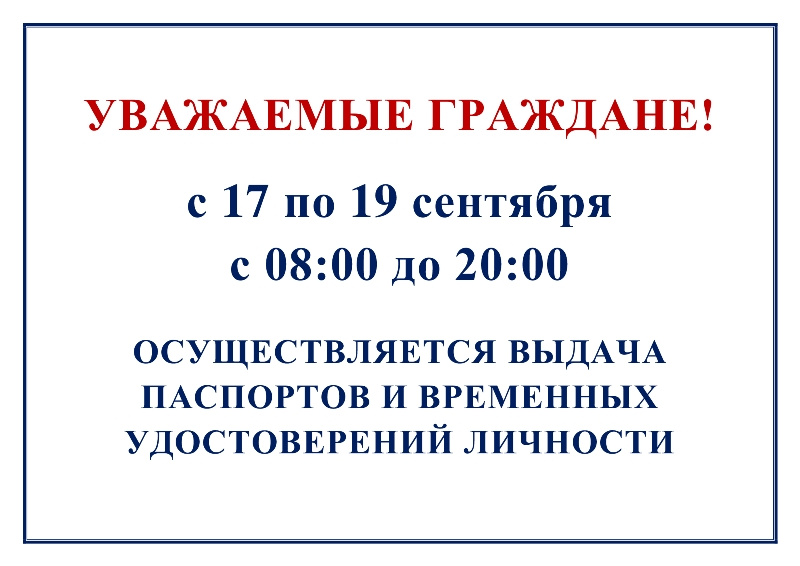 УВАЖАЕМЫЕ ГРАЖДАНЕ!
с 17 по 19 сентября
с 08:00 до 20:00
ОСУЩЕСТВЛЯЕТСЯ ВЫДАЧА
ПАСПОРТОВ И ВРЕМЕННЫХ
УДОСТОВЕРЕНИЙ ЛИЧНОСТИ